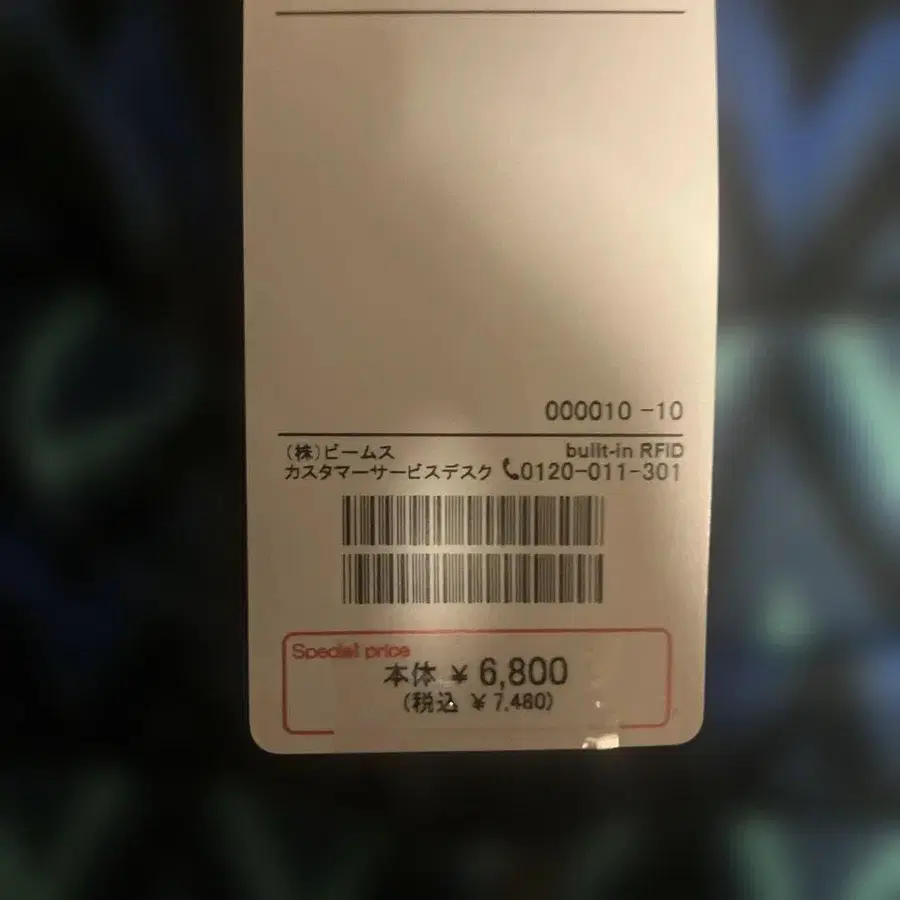 000010 -10
(株)ビームス built-in RFID
カスタマーサービスデスク 0120-011-301
Special price
本体 ¥ 6,800
(税込 ¥ 7,480)